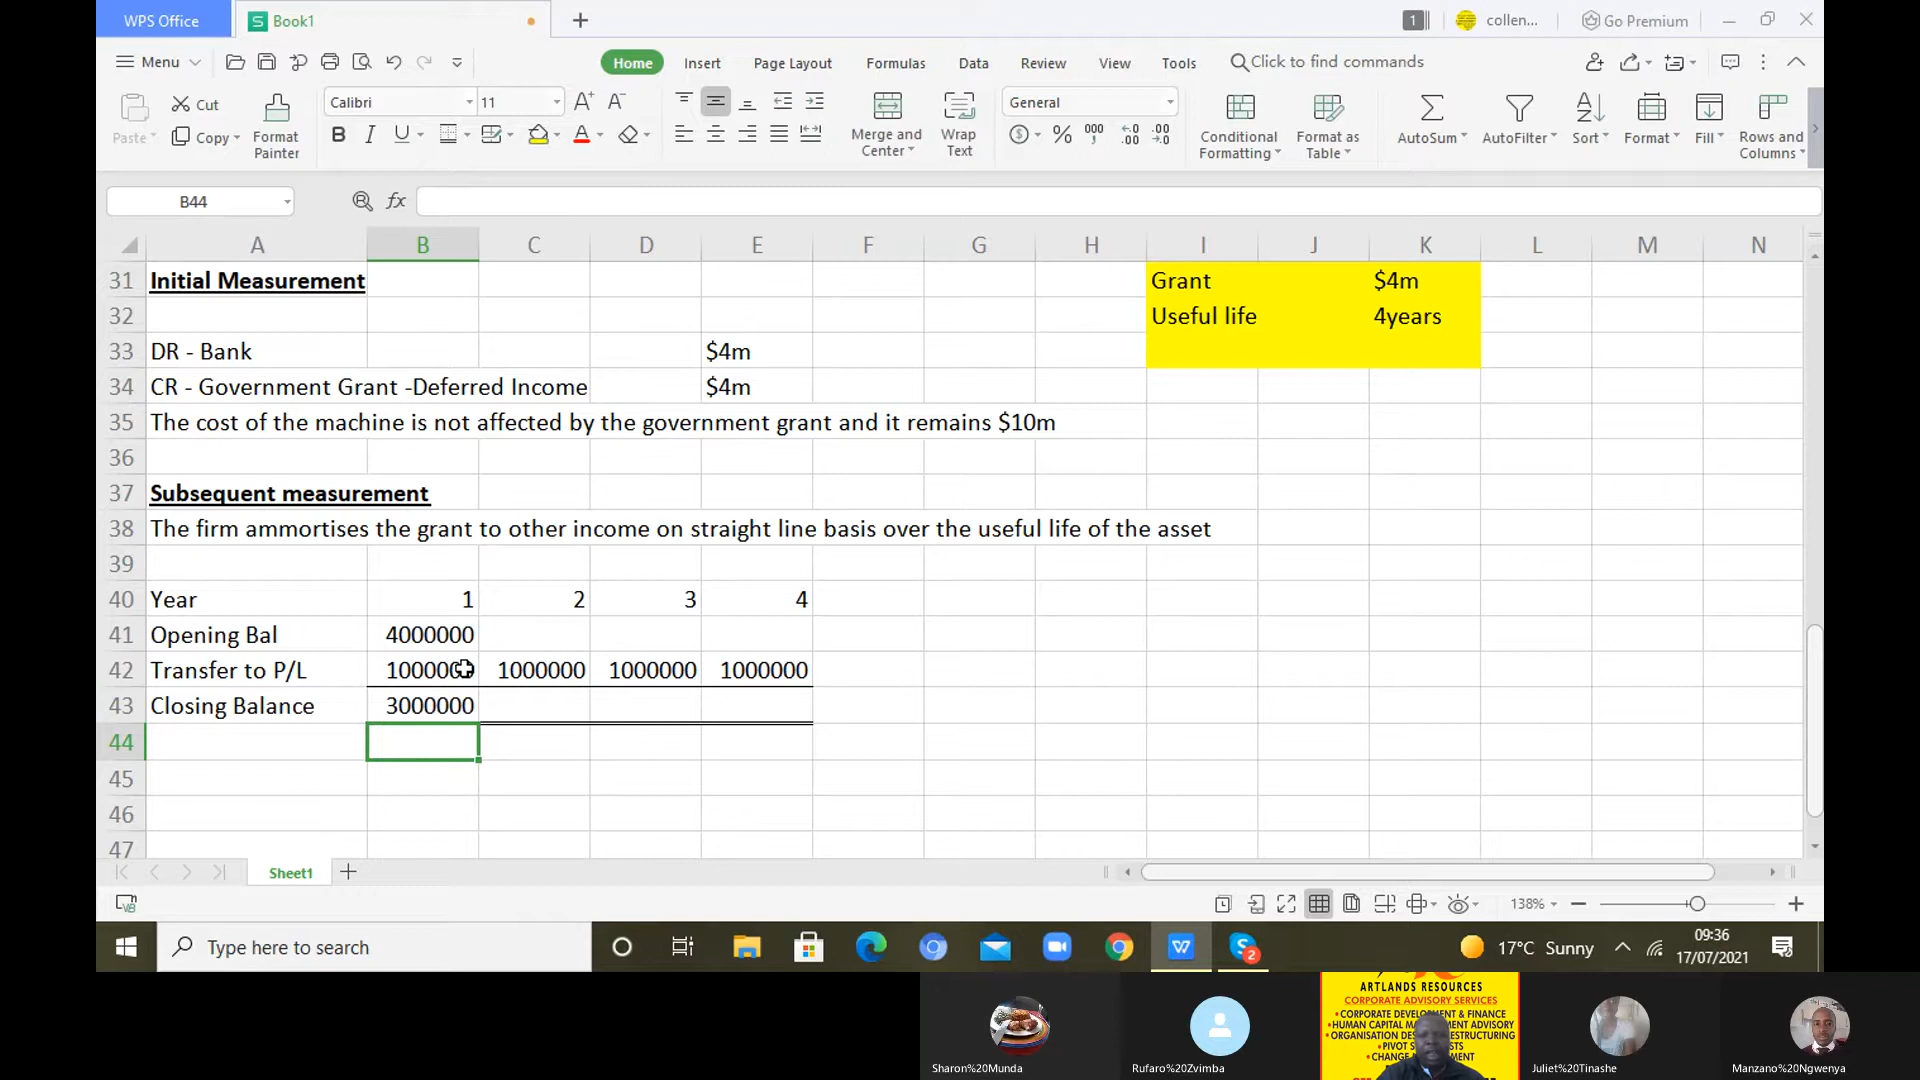 WPS Office
Book1
1
collen...
Go Premium
Menu
Home
Insert
Page Layout
Formulas
Data
Review
View
Tools
Click to find commands
Paste
Cut
Copy
Format
Painter
Calibri
11
General
Merge and
Center
Wrap
Text
Conditional
Formatting
Format as
Table
AutoSum
AutoFilter
Sort
Format
Fill
Rows and
Columns
B44
fx
A B C D E F G H I J K L M N
31 Initial Measurement Grant $4m
32 Useful life 4years
33 DR - Bank $4m
34 CR - Government Grant -Deferred Income $4m
35 The cost of the machine is not affected by the government grant and it remains $10m
36
37 Subsequent measurement
38 The firm ammortises the grant to other income on straight line basis over the useful life of the asset
39
40 Year 1 2 3 4
41 Opening Bal 4000000
42 Transfer to P/L 1000000 1000000 1000000 1000000
43 Closing Balance 3000000
44
45
46
47
Sheet1
138%
Type here to search
2
17°C Sunny
09:36
17/07/2021
ARTLANDS RESOURCES
CORPORATE ADVISORY SERVICES
Sharon%20Munda
Rufaro%20Zvimba
Juliet%20Tinashe
Manzano%20Ngwenya